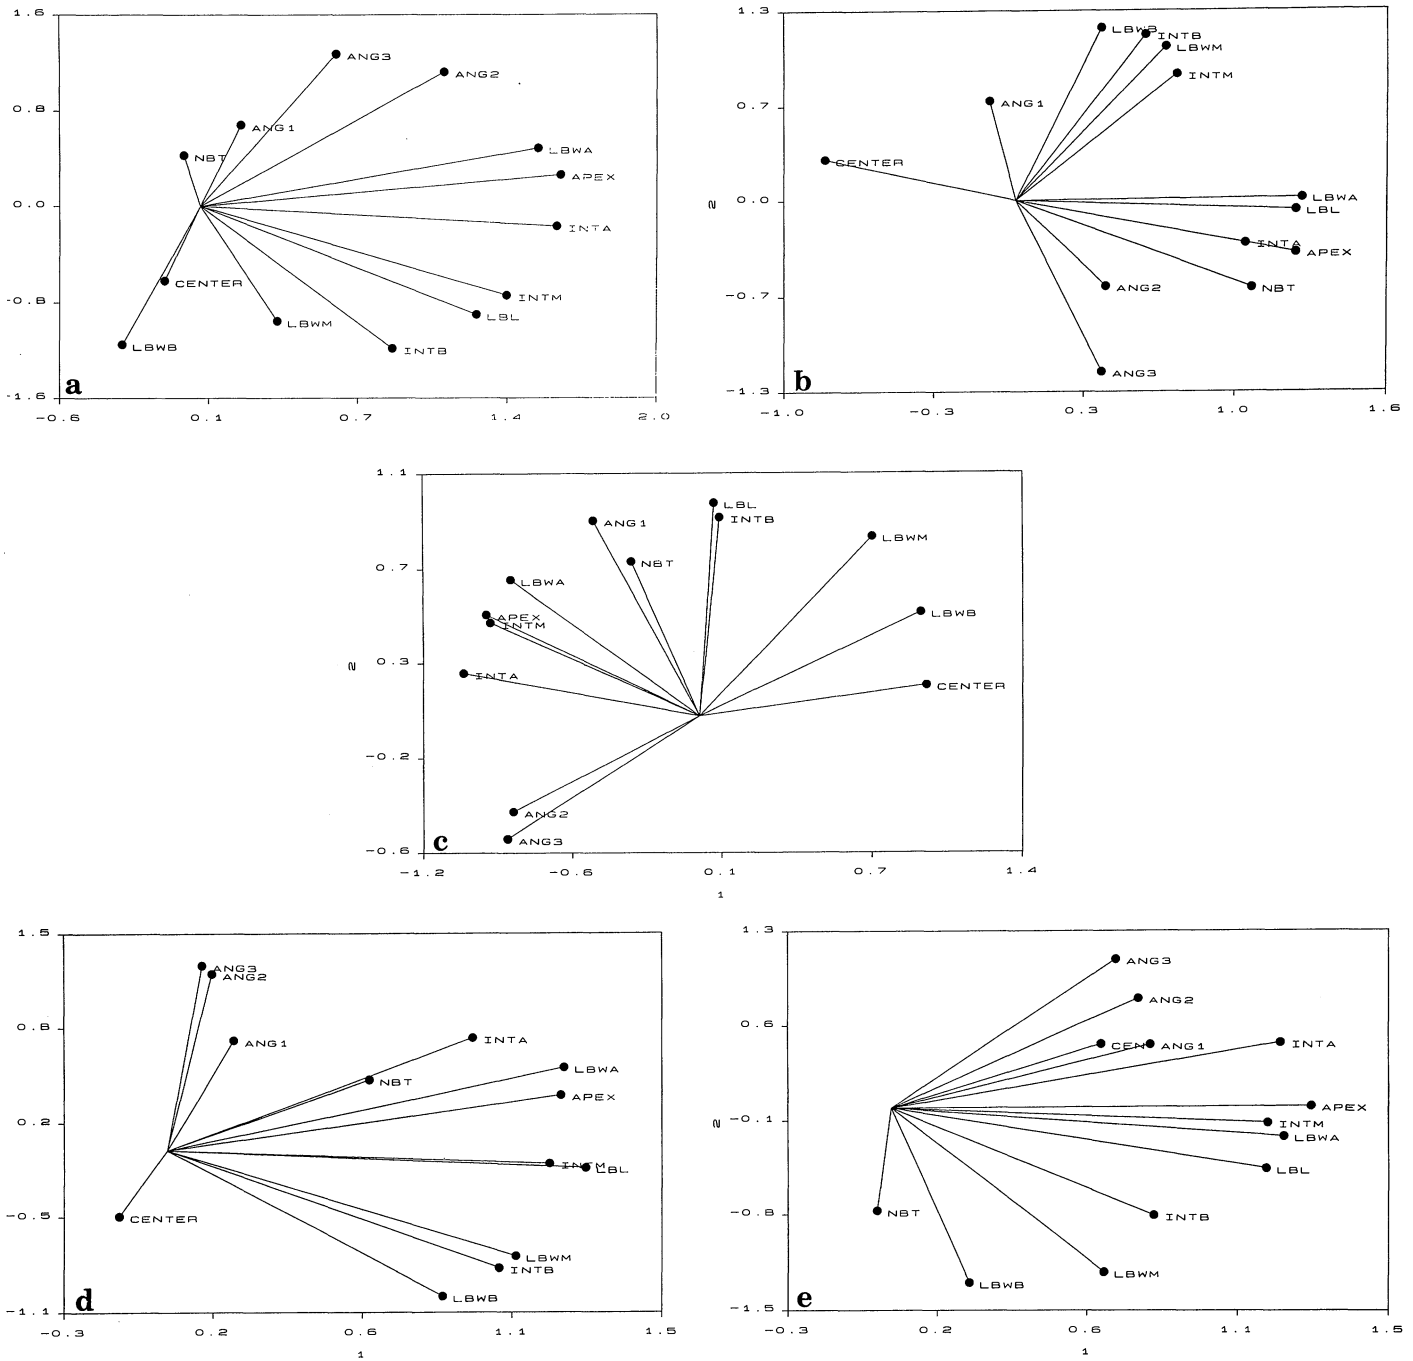 1.6
0.8
0.0
-0.8
-1.6
-0.6
0.1
0.7
1.4
2.0
ANG3
ANG2
ANG1
NBT
LBWA
APEX
INTA
CENTER
INTM
LBL
LBWM
INTB
LBWB
a
1.3
0.7
0.0
-0.7
-1.3
2
-1.0
-0.3
0.3
1.0
1.6
LBWB
INTB
LBWM
INTM
ANG1
CENTER
LBWA
LBL
INTA
APEX
ANG2
NBT
ANG3
b
1.1
0.7
0.3
-0.2
-0.6
2
-1.2
-0.6
0.1
0.7
1.4
1
LBL
INTB
ANG1
LBWM
NBT
LBWA
APEX
INTM
LBWB
INTA
CENTER
ANG2
ANG3
c
1.5
0.8
0.2
-0.5
-1.1
-0.3
0.2
0.6
1.1
1.5
1
ANG3
ANG2
ANG1
INTA
LBWA
NBT
APEX
INTM
LBL
CENTER
LBWM
INTB
LBWB
d
1.3
0.6
-0.1
-0.8
-1.5
2
-0.3
0.2
0.6
1.1
1.5
1
ANG3
ANG2
CEN
ANG1
INTA
APEX
INTM
LBWA
LBL
NBT
INTB
LBWM
LBWB
e